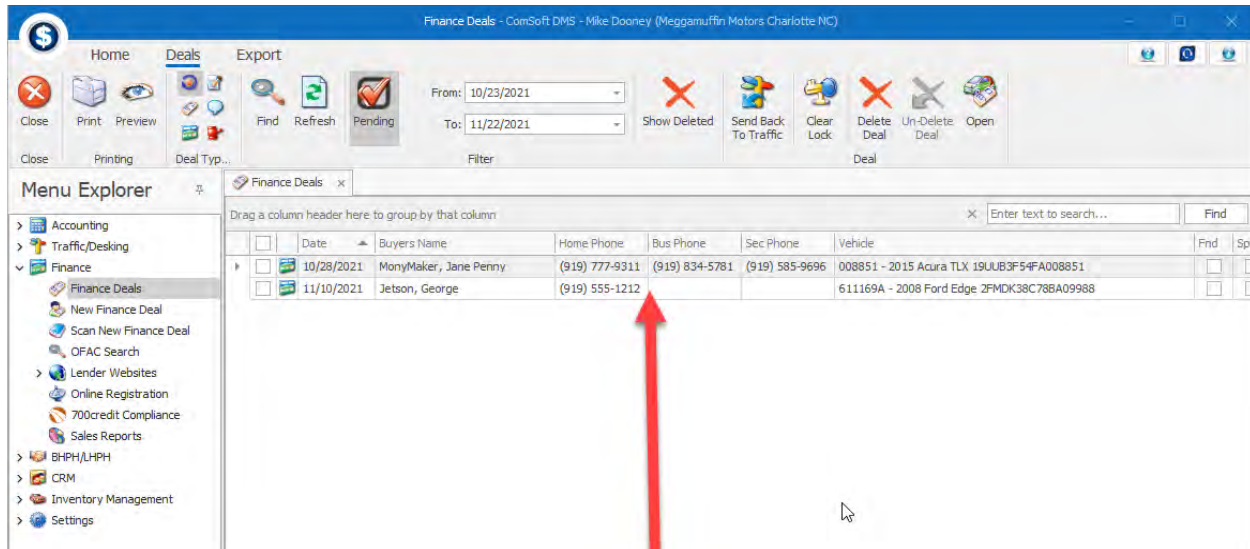 Finance Deals - ComSoft DMS - Mike Dooney (Meggamuffin Motors Charlotte NC)
Home Deals Export
From: 10/23/2021
To: 11/22/2021
Close Print Preview Find Refresh Pending Show Deleted Send Back To Traffic Clear Lock Delete Deal Un-Delete Deal Open
Close Printing Deal Typ... Filter Deal
Menu Explorer
Finance Deals x
Drag a column header here to group by that column
Enter text to search... Find
Date Buyers Name Home Phone Bus Phone Sec Phone Vehicle Fnd Sp
10/28/2021 MonyMaker, Jane Penny (919) 777-9311 (919) 834-5781 (919) 585-9696 008851 - 2015 Acura TLX 19UUB3F54FA008851
11/10/2021 Jetson, George (919) 555-1212 611169A - 2008 Ford Edge 2FMDK38C78BA09988
Accounting
Traffic/Desking
Finance
Finance Deals
New Finance Deal
Scan New Finance Deal
OFAC Search
Lender Websites
Online Registration
700credit Compliance
Sales Reports
BHPH/LHPH
CRM
Inventory Management
Settings